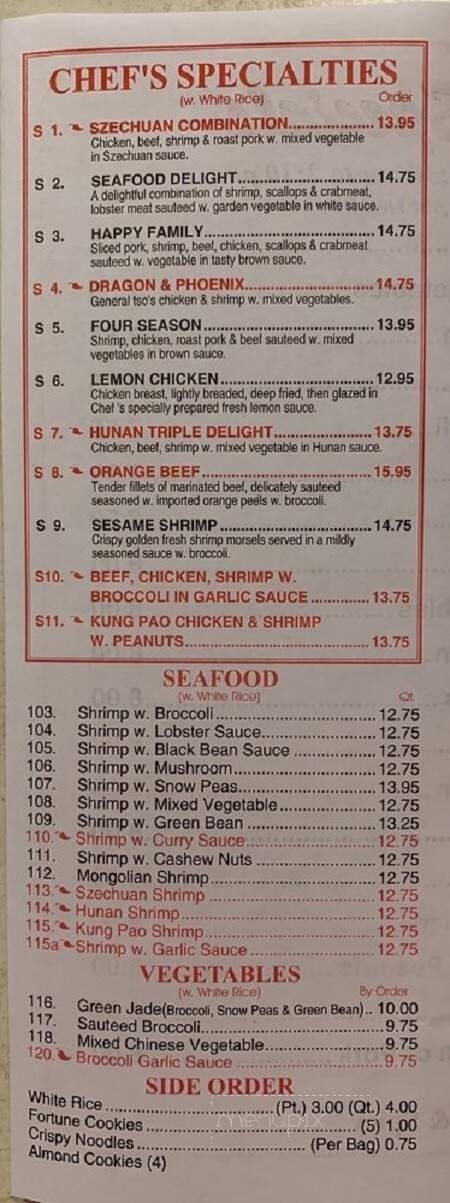 CHEF'S SPECIALTIES
(w. White Rice) Order
S 1. SZECHUAN COMBINATION........................ 13.95
Chicken, beef, shrimp & roast pork w. mixed vegetable
in Szechuan sauce.
S 2. SEAFOOD DELIGHT................................... 14.75
A delightful combination of shrimp, scallops & crabmeat,
lobster meat sauteed w. garden vegetable in white sauce.
S 3. HAPPY FAMILY............................................ 14.75
Sliced pork, shrimp, beef, chicken, scallops & crabmeat
sauteed w. vegetable in tasty brown sauce.
S 4. DRAGON & PHOENIX................................... 14.75
General tso's chicken & shrimp w. mixed vegetables.
S 5. FOUR SEASON............................................ 13.95
Shrimp, chicken, roast pork & beef sauteed w. mixed
vegetables in brown sauce.
S 6. LEMON CHICKEN........................................ 12.95
Chicken breast, lightly breaded, deep fried, then glazed in
Chef 's specially prepared fresh lemon sauce.
S 7. HUNAN TRIPLE DELIGHT............................ 13.75
Chicken, beef, shrimp w. mixed vegetable in Hunan sauce.
S 8. ORANGE BEEF............................................ 15.95
Tender fillets of marinated beef, delicately sauteed
seasoned w. imported orange peels w. broccoli.
S 9. SESAME SHRIMP........................................ 14.75
Crispy golden fresh shrimp morsels served in a mildly
seasoned sauce w. broccoli.
S10. BEEF, CHICKEN, SHRIMP W.
BROCCOLI IN GARLIC SAUCE............... 13.75
S11. KUNG PAO CHICKEN & SHRIMP
W. PEANUTS............................................ 13.75
SEAFOOD
(w. White Rice) Qt.
103. Shrimp w. Broccoli.................................... 12.75
104. Shrimp w. Lobster Sauce......................... 12.75
105. Shrimp w. Black Bean Sauce .................. 12.75
106. Shrimp w. Mushroom............................... 12.75
107. Shrimp w. Snow Peas.............................. 13.95
108. Shrimp w. Mixed Vegetable..................... 12.75
109. Shrimp w. Green Bean ............................ 13.25
110. Shrimp w. Curry Sauce............................ 12.75
111. Shrimp w. Cashew Nuts .......................... 12.75
112. Mongolian Shrimp.................................... 12.75
113. Szechuan Shrimp .................................... 12.75
114. Hunan Shrimp.......................................... 12.75
115. Kung Pao Shrimp..................................... 12.75
115a Shrimp w. Garlic Sauce .......................... 12.75
VEGETABLES
(w. White Rice) By Order
116. Green Jade(Broccoli, Snow Peas & Green Bean).. 10.00
117. Sauteed Broccoli........................................ 9.75
118. Mixed Chinese Vegetable.......................... 9.75
120. Broccoli Garlic Sauce ................................ 9.75
SIDE ORDER
White Rice ............................ (Pt.) 3.00 (Qt.) 4.00
Fortune Cookies .................................... (5) 1.00
Crispy Noodles ............................ (Per Bag) 0.75
Almond Cookies (4)
menupix